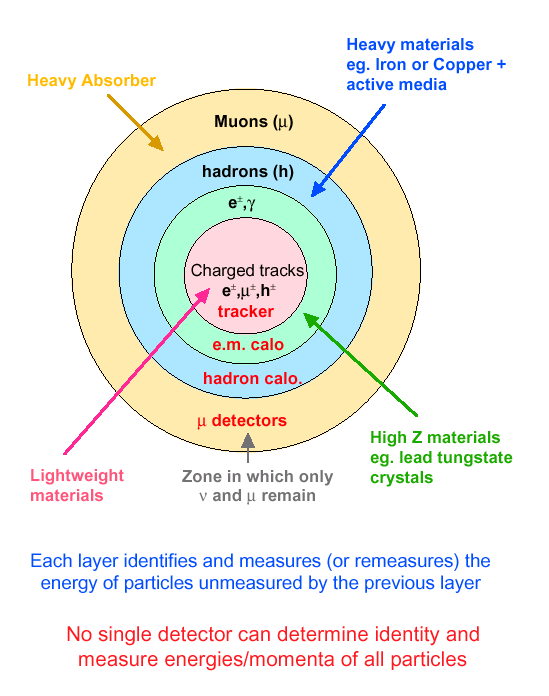 Heavy materials
eg. Iron or Copper +
active media
Heavy Absorber
Muons (μ)
hadrons (h)
e±,γ
Charged tracks
e±,μ±,h±
tracker
e.m. calo
hadron calo.
μ detectors
High Z materials
eg. lead tungstate
crystals
Lightweight
materials
Zone in which only
ν and μ remain
Each layer identifies and measures (or remeasures) the
energy of particles unmeasured by the previous layer
No single detector can determine identity and
measure energies/momenta of all particles